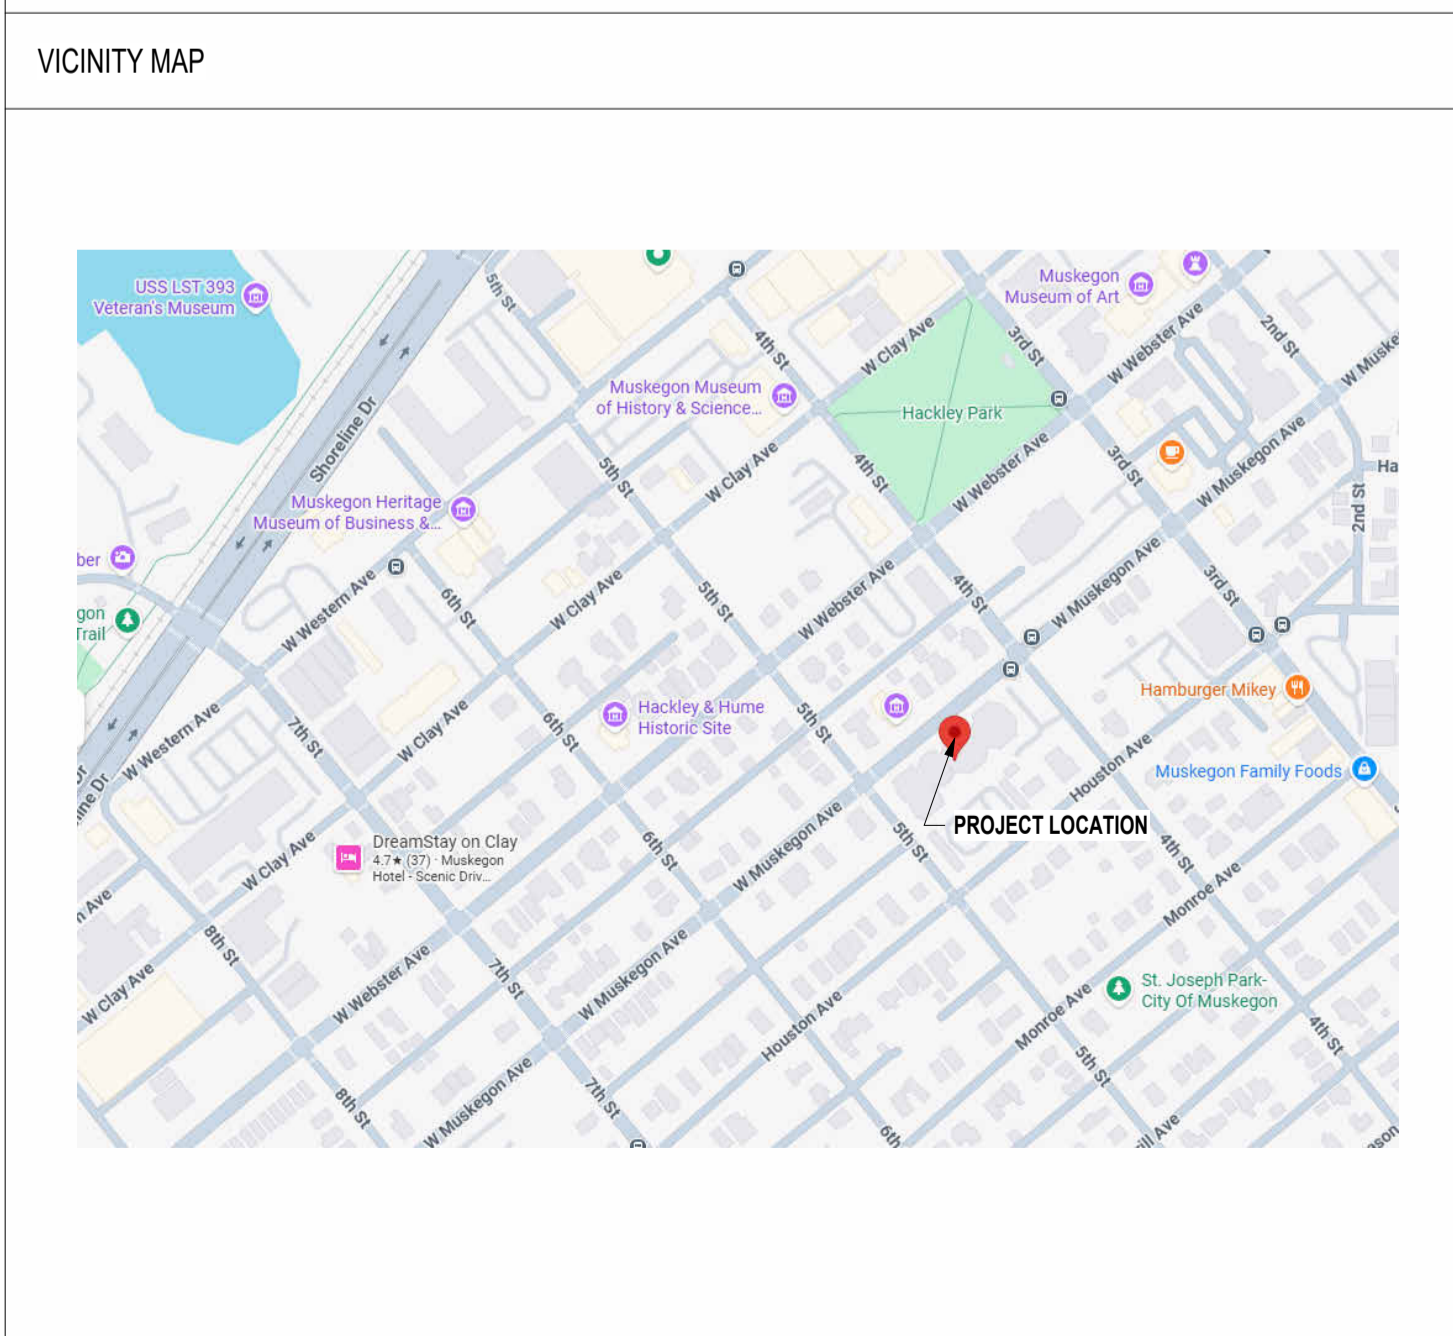 VICINITY MAP
USS LST 393
Veteran's Museum
5th St
4th St
W Clay Ave
3rd St
Muskegon
Museum of Art
W Webster Ave
2nd St
W Muske
Shoreline Dr
Muskegon Museum
of History & Science...
Hackley Park
W Muskegon Ave
Muskegon Heritage
Museum of Business &...
5th St
W Clay Ave
4th St
W Webster Ave
3rd St
Ha
2nd St
ber
gon
Trail
W Western Ave
6th St
W Clay Ave
5th St
W Webster Ave
4th St
W Muskegon Ave
3rd St
W Western Ave
7th St
W Clay Ave
6th St
Hackley & Hume
Historic Site
5th St
Hamburger Mikey
Houston Ave
Muskegon Family Foods
line Dr
PROJECT LOCATION
DreamStay on Clay
4.7★ (37) · Muskegon
Hotel - Scenic Driv...
W Clay Ave
6th St
W Muskegon Ave
5th St
4th St
Monroe Ave
n Ave
8th St
W Webster Ave
7th St
W Muskegon Ave
St. Joseph Park-
City Of Muskegon
W Clay Ave
Houston Ave
Monroe Ave
5th St
4th St
8th St
W Muskegon Ave
7th St
6th
ill Ave
ason